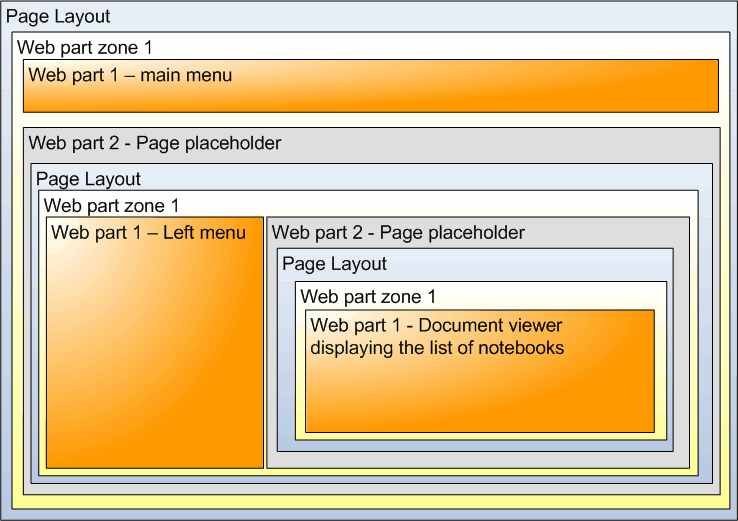 Page Layout
Web part zone 1
Web part 1 – main menu
Web part 2 - Page placeholder
Page Layout
Web part zone 1
Web part 1 – Left menu
Web part 2 - Page placeholder
Page Layout
Web part zone 1
Web part 1 - Document viewer
displaying the list of notebooks